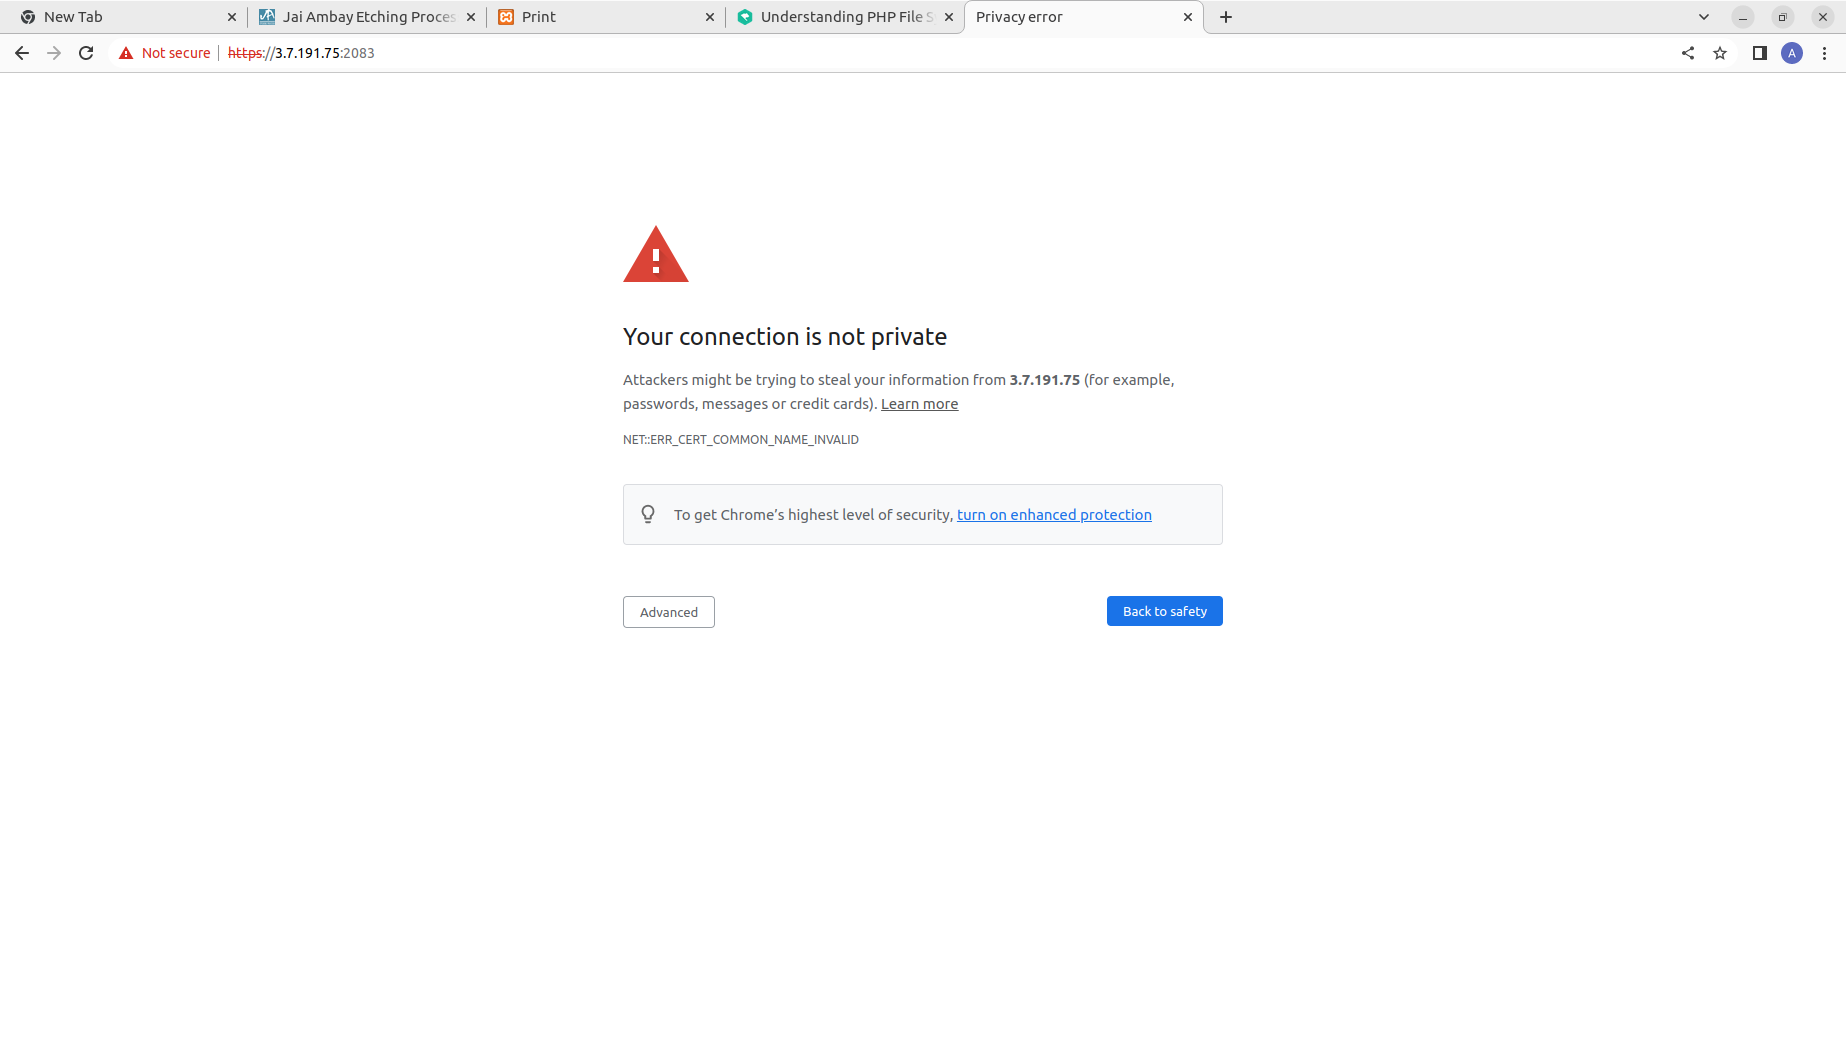 New Tab
Jai Ambay Etching Proces
Print
Understanding PHP File S
Privacy error
Not secure
https://3.7.191.75:2083
A
Your connection is not private
Attackers might be trying to steal your information from 3.7.191.75 (for example,
passwords, messages or credit cards). Learn more
NET::ERR_CERT_COMMON_NAME_INVALID
To get Chrome’s highest level of security, turn on enhanced protection
Advanced
Back to safety